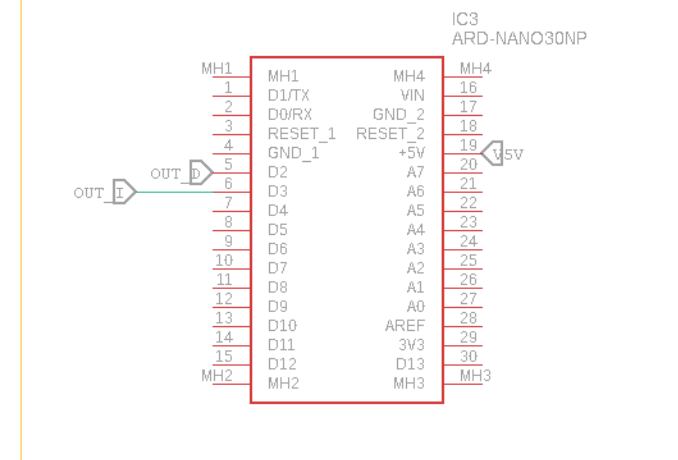 IC3
ARD-NANO30NP
MH1 MH1 MH4 MH4
1 D1/TX VIN 16
2 D0/RX GND_2 17
3 RESET_1 RESET_2 18
4 GND_1 +5V 19 V5V
OUT_D 5 D2 A7 20
OUT_I 6 D3 A6 21
7 D4 A5 22
8 D5 A4 23
9 D6 A3 24
10 D7 A2 25
11 D8 A1 26
12 D9 A0 27
13 D10 AREF 28
14 D11 3V3 29
15 D12 D13 30
MH2 MH2 MH3 MH3